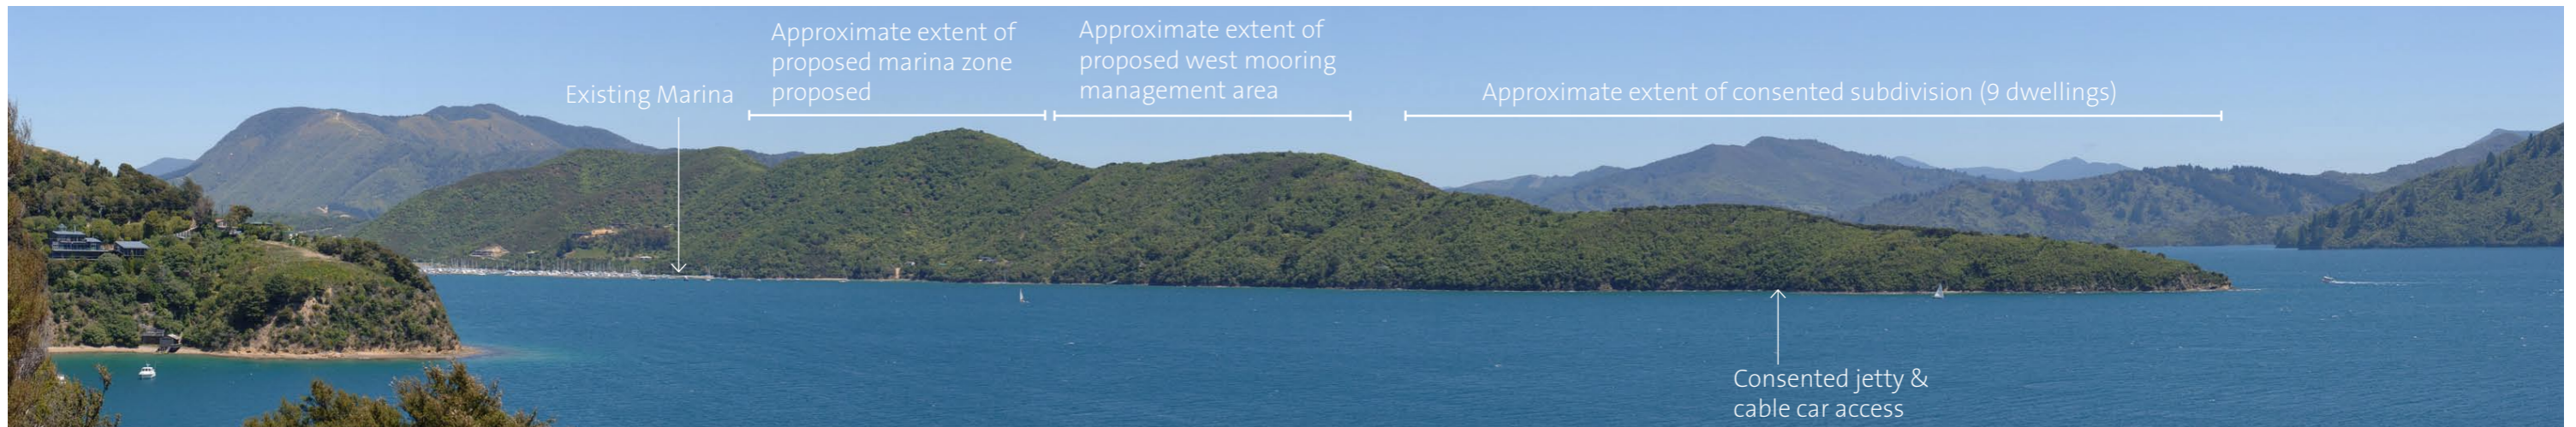 Existing Marina
Approximate extent of
proposed marina zone
proposed
Approximate extent of
proposed west mooring
management area
Approximate extent of consented subdivision (9 dwellings)
Consented jetty &
cable car access